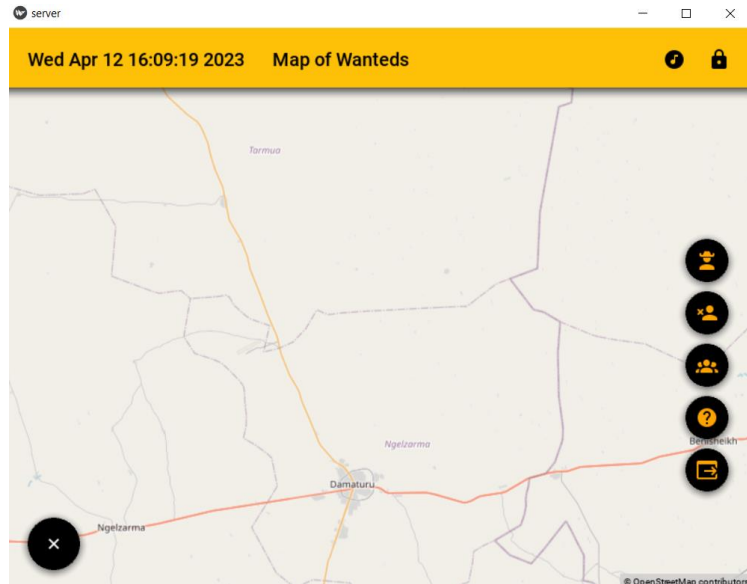 server
Wed Apr 12 16:09:19 2023 Map of Wanteds
Tarmua
Ngelzarma
Benisheikh
Damaturu
Ngelzarma
© OpenStreetMap contributors